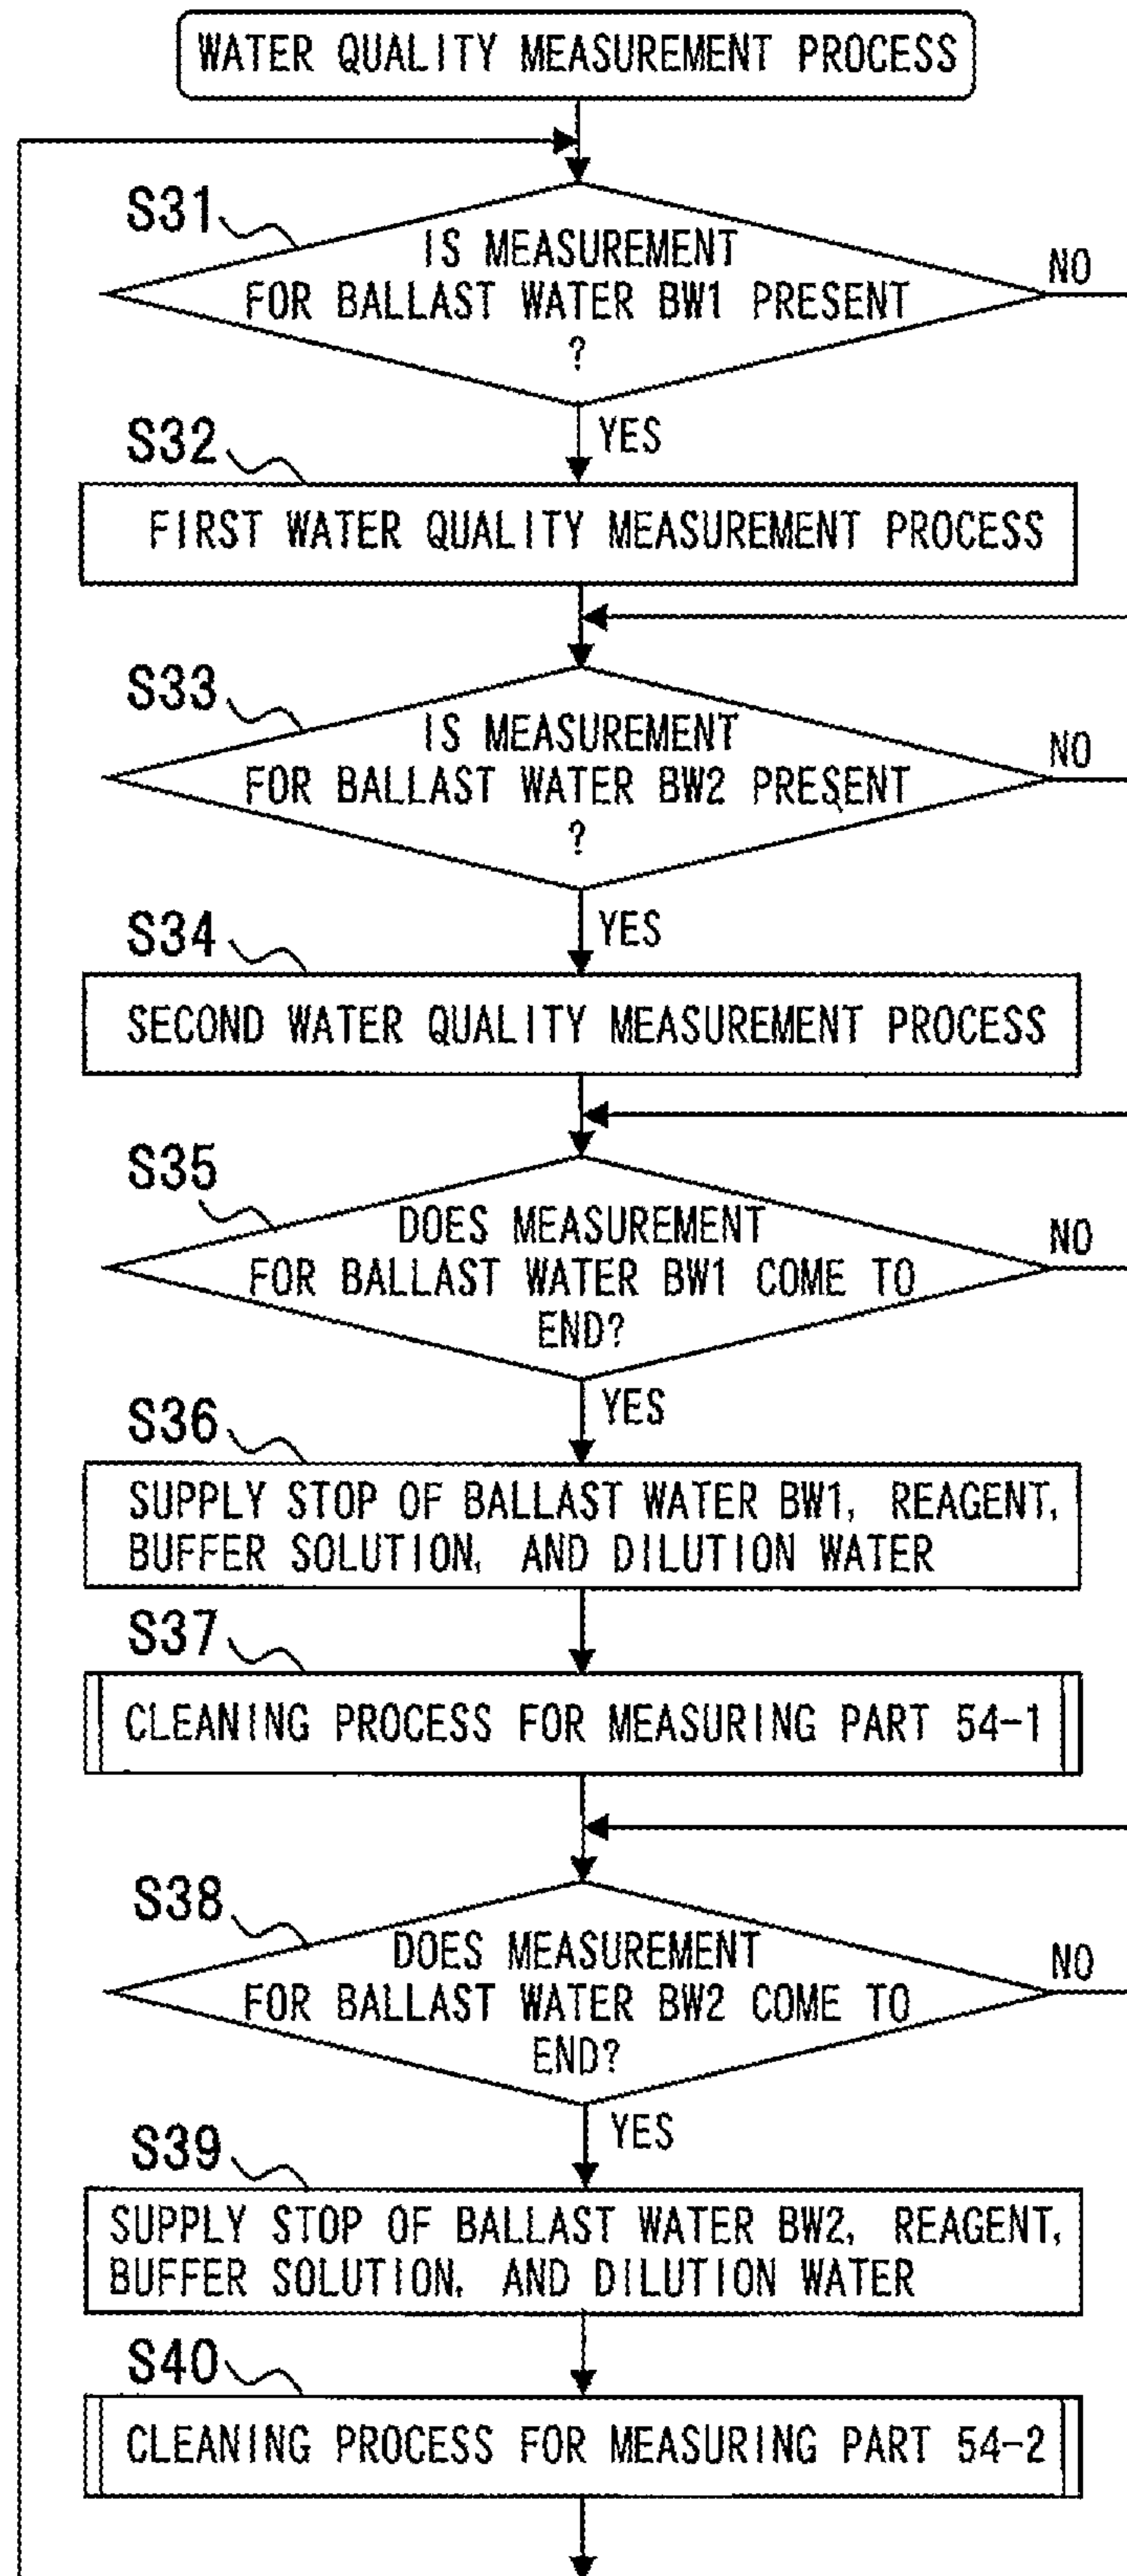 WATER QUALITY MEASUREMENT PROCESS
S31
IS MEASUREMENT
FOR BALLAST WATER BW1 PRESENT
?
NO
YES
S32
FIRST WATER QUALITY MEASUREMENT PROCESS
S33
IS MEASUREMENT
FOR BALLAST WATER BW2 PRESENT
?
NO
YES
S34
SECOND WATER QUALITY MEASUREMENT PROCESS
S35
DOES MEASUREMENT
FOR BALLAST WATER BW1 COME TO
END?
NO
YES
S36
SUPPLY STOP OF BALLAST WATER BW1, REAGENT,
BUFFER SOLUTION, AND DILUTION WATER
S37
CLEANING PROCESS FOR MEASURING PART 54-1
S38
DOES MEASUREMENT
FOR BALLAST WATER BW2 COME TO
END?
NO
YES
S39
SUPPLY STOP OF BALLAST WATER BW2, REAGENT,
BUFFER SOLUTION, AND DILUTION WATER
S40
CLEANING PROCESS FOR MEASURING PART 54-2